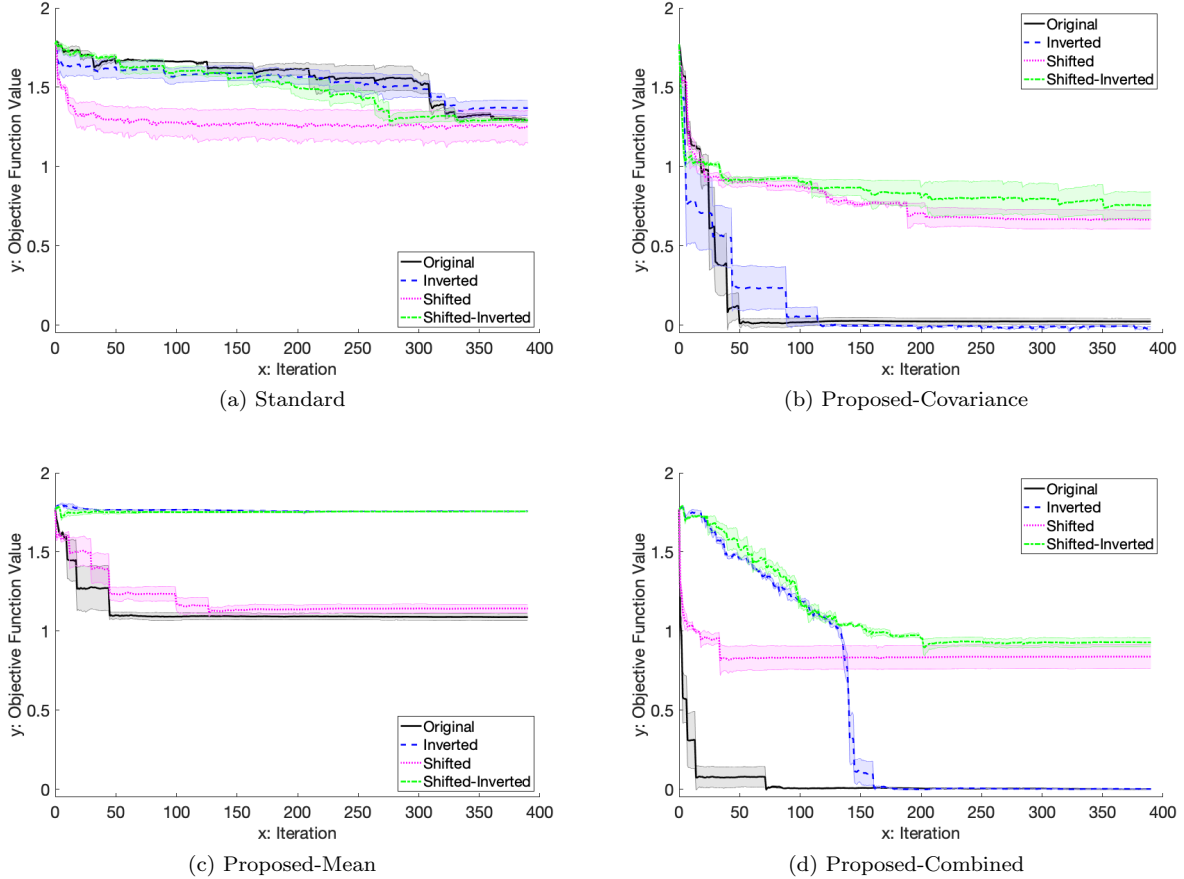 2
1.5
1
0.5
0
y: Objective Function Value
0 50 100 150 200 250 300 350 400
x: Iteration
Original
Inverted
Shifted
Shifted-Inverted
(a) Standard
2
1.5
1
0.5
0
y: Objective Function Value
0 50 100 150 200 250 300 350 400
x: Iteration
Original
Inverted
Shifted
Shifted-Inverted
(b) Proposed-Covariance
2
1.5
1
0.5
0
y: Objective Function Value
0 50 100 150 200 250 300 350 400
x: Iteration
Original
Inverted
Shifted
Shifted-Inverted
(c) Proposed-Mean
2
1.5
1
0.5
0
y: Objective Function Value
0 50 100 150 200 250 300 350 400
x: Iteration
Original
Inverted
Shifted
Shifted-Inverted
(d) Proposed-Combined